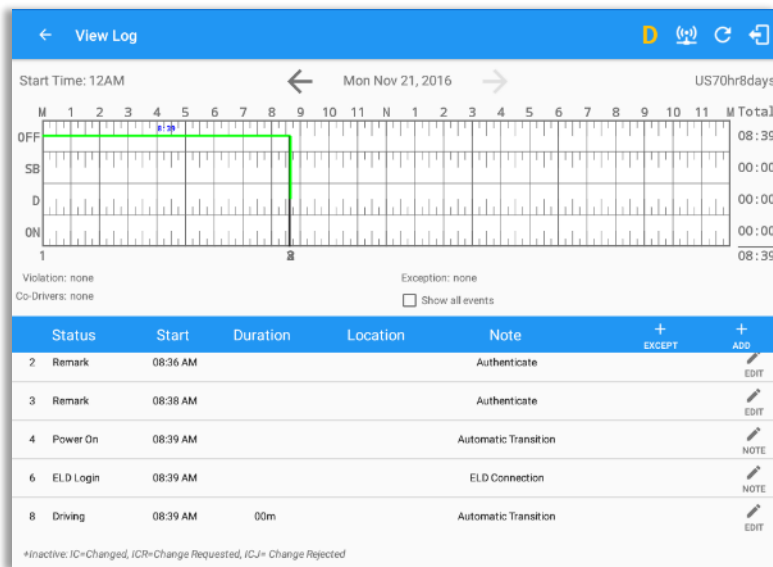 View Log D
Start Time: 12AM Mon Nov 21, 2016 US70hr8days
M 1 2 3 4 5 6 7 8 9 10 11 N 1 2 3 4 5 6 7 8 9 10 11 M Total
8:39
OFF 08:39
SB 00:00
D 00:00
ON 00:00
1 08:39
Violation: none Exception: none
Co-Drivers: none Show all events
Status Start Duration Location Note + EXCEPT + ADD
2 Remark 08:36 AM Authenticate EDIT
3 Remark 08:38 AM Authenticate EDIT
4 Power On 08:39 AM Automatic Transition NOTE
6 ELD Login 08:39 AM ELD Connection NOTE
8 Driving 08:39 AM 00m Automatic Transition EDIT
+Inactive: IC=Changed, ICR=Change Requested, ICJ= Change Rejected